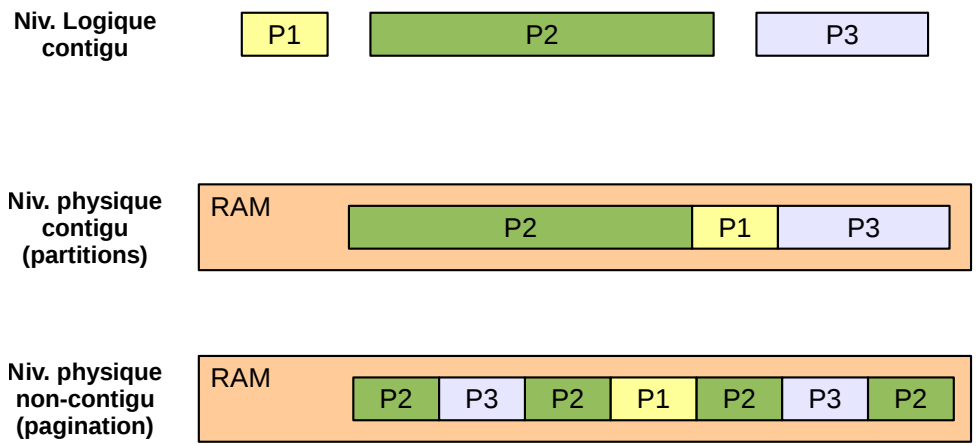 Niv. Logique
contigu
P1 P2 P3
Niv. physique
contigu
(partitions)
RAM
P2 P1 P3
Niv. physique
non-contigu
(pagination)
RAM
P2 P3 P2 P1 P2 P3 P2